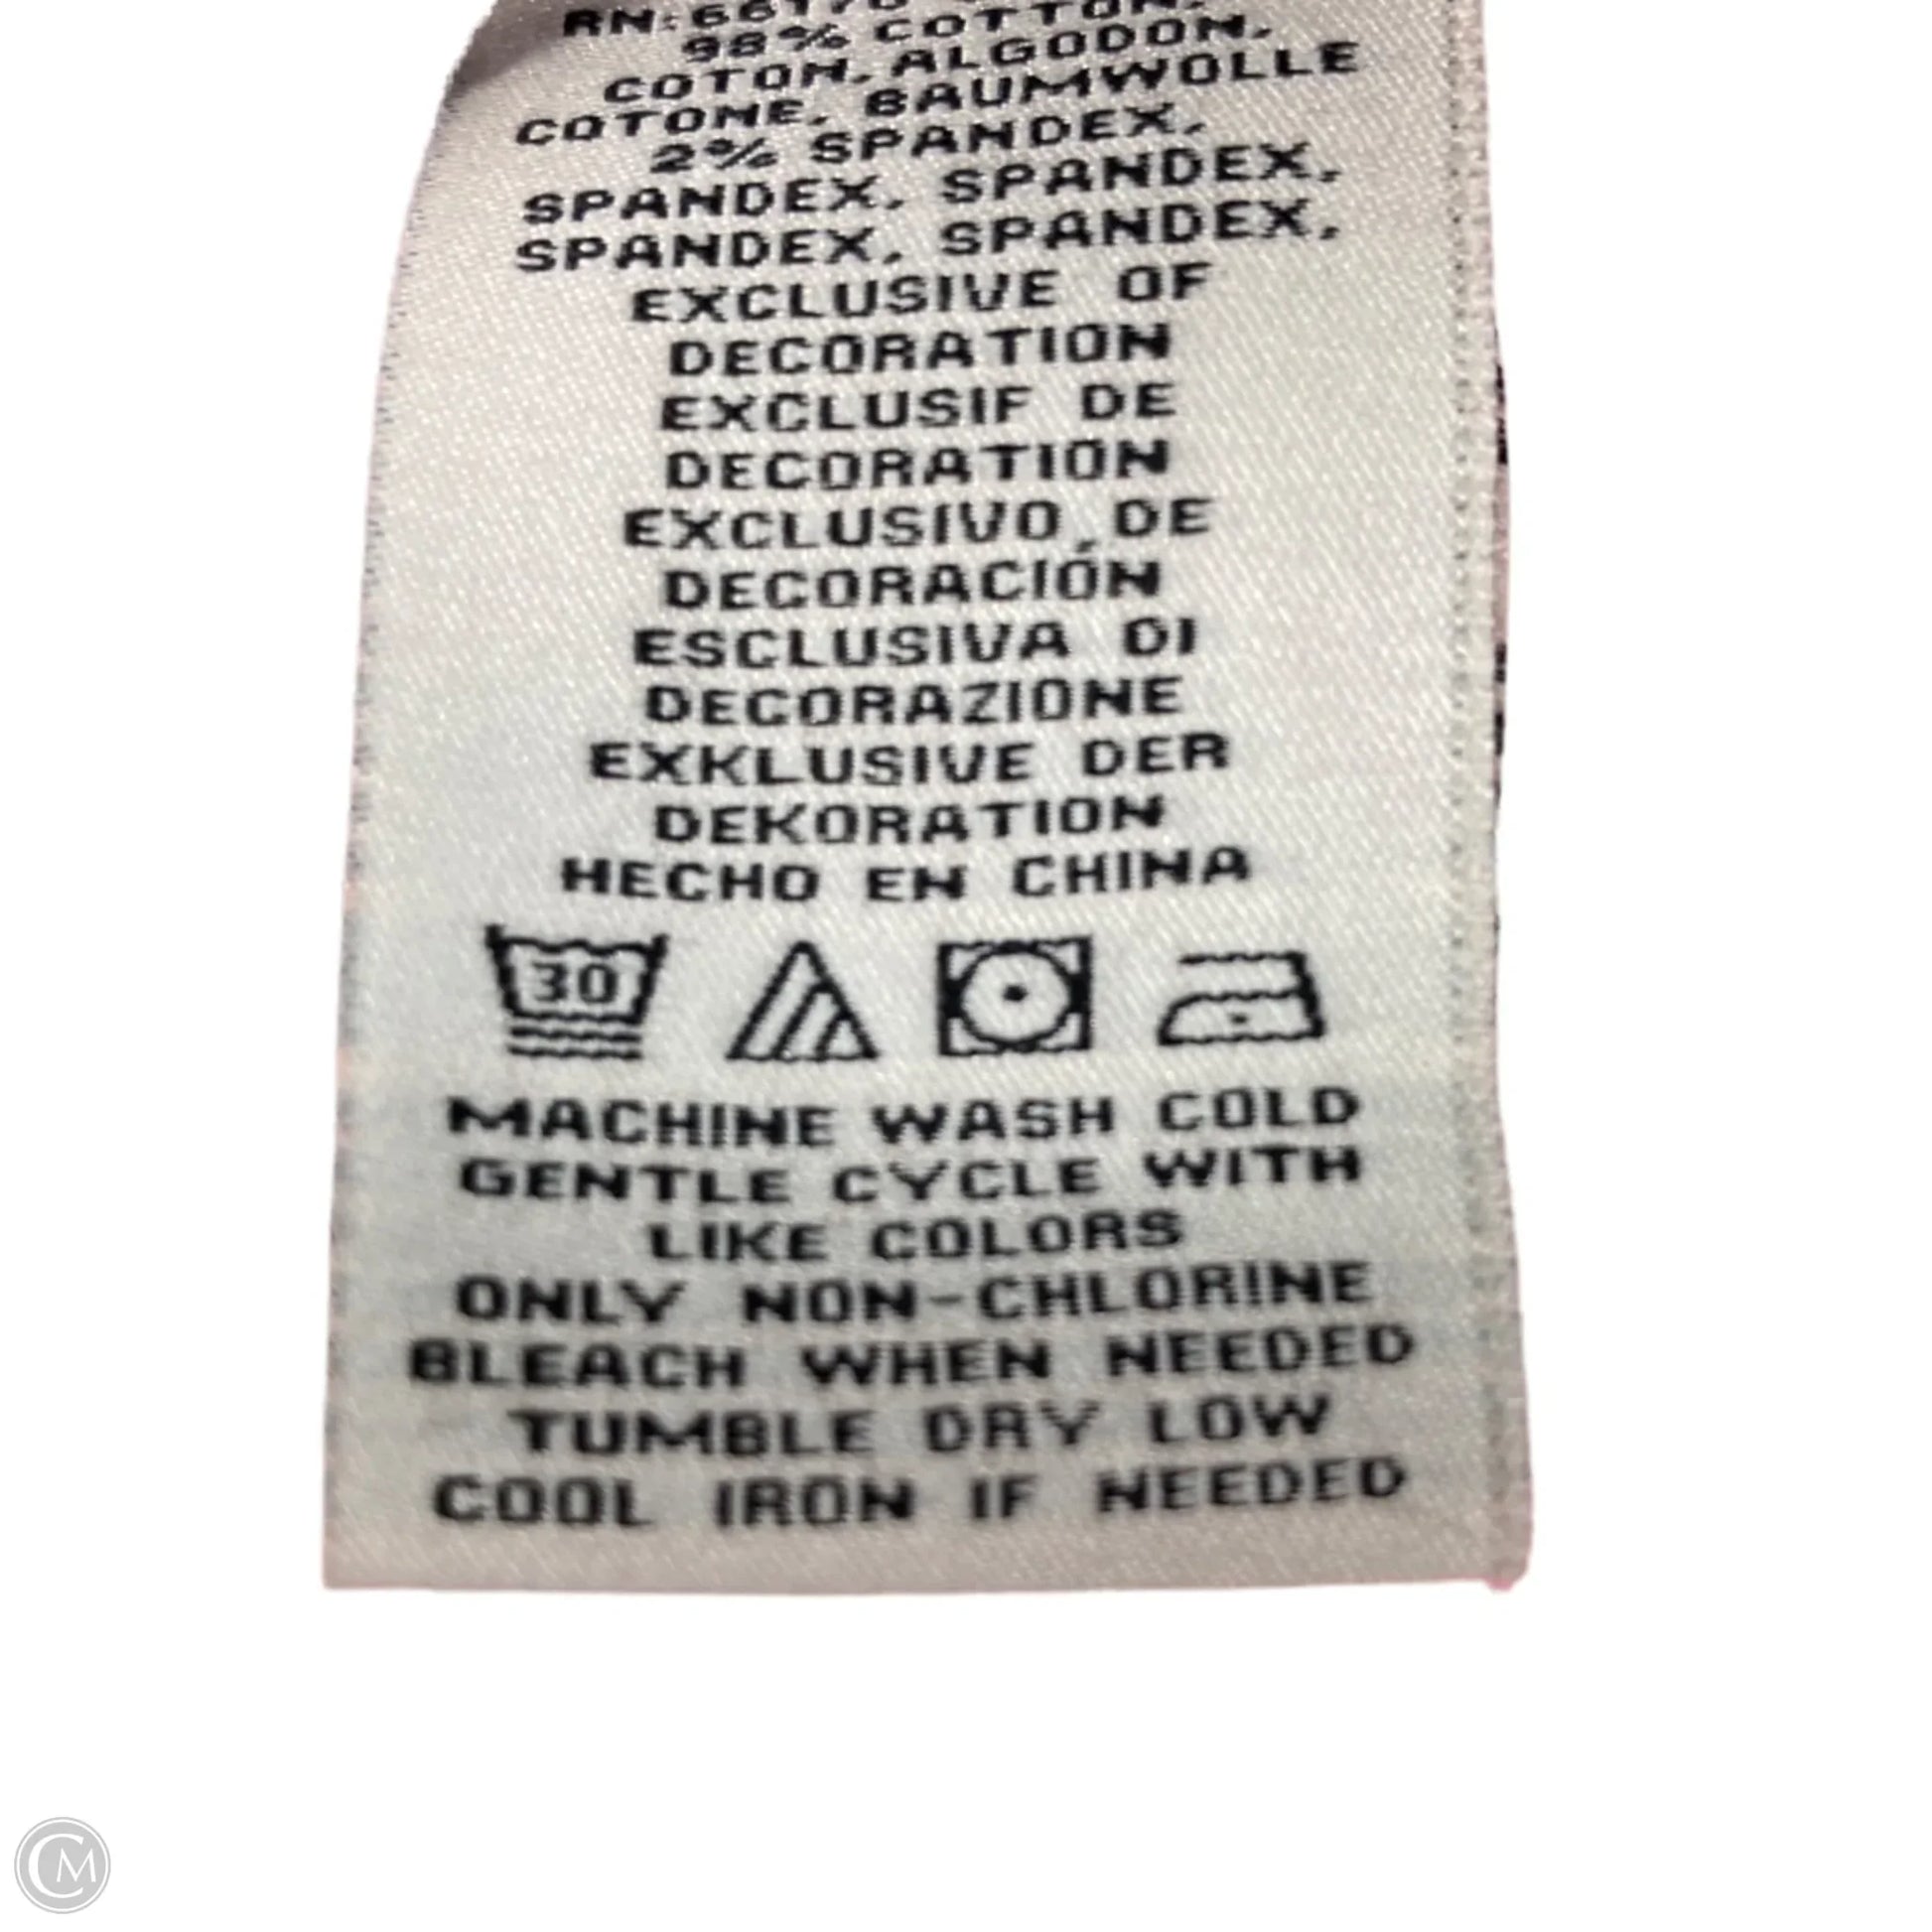 98% COTTON,
COTON, ALGODON,
COTONE, BAUMWOLLE
2% SPANDEX,
SPANDEX, SPANDEX,
SPANDEX, SPANDEX,
EXCLUSIVE OF
DECORATION
EXCLUSIF DE
DECORATION
EXCLUSIVO DE
DECORACIÓN
ESCLUSIVA DI
DECORAZIONE
EXKLUSIVE DER
DEKORATION
HECHO EN CHINA
30
MACHINE WASH COLD
GENTLE CYCLE WITH
LIKE COLORS
ONLY NON-CHLORINE
BLEACH WHEN NEEDED
TUMBLE DRY LOW
COOL IRON IF NEEDED
CM